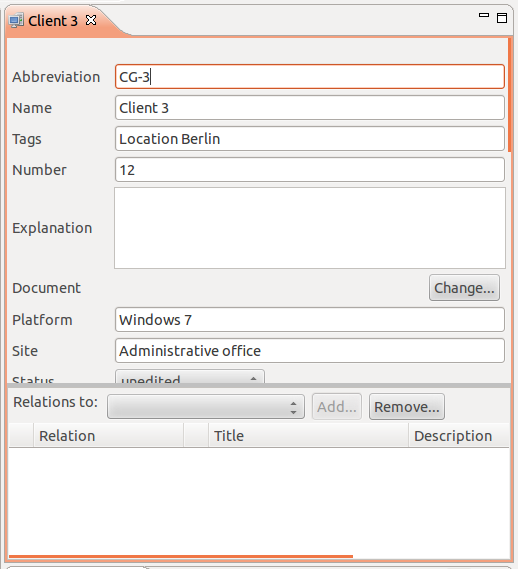 Client 3
Abbreviation CG-3
Name Client 3
Tags Location Berlin
Number 12
Explanation
Document Change...
Platform Windows 7
Site Administrative office
Status unedited
Relations to: Add... Remove...
Relation Title Description